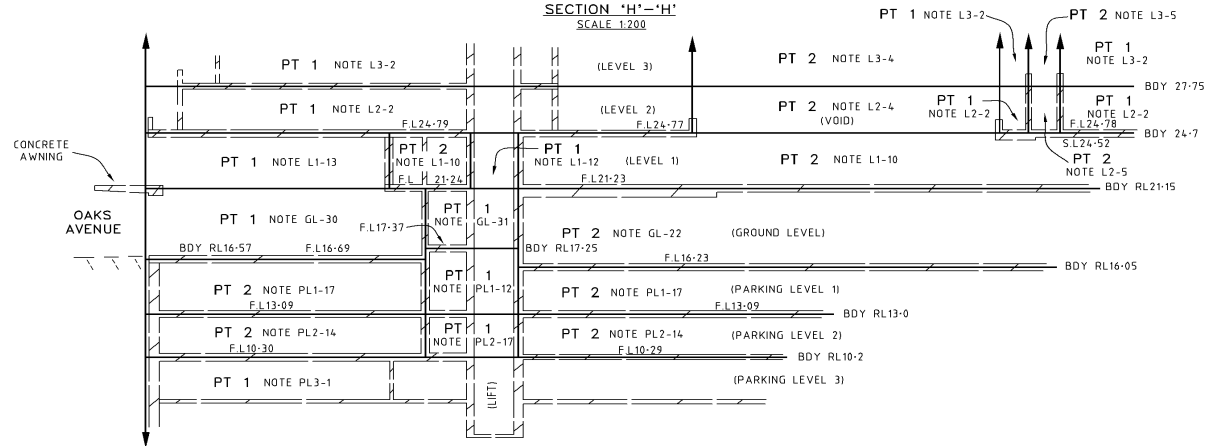 SECTION 'H'-'H'
SCALE 1:200
PT 1 NOTE L3-2
PT 2 NOTE L3-5
PT 1 NOTE L3-2
(LEVEL 3)
PT 2 NOTE L3-4
PT 1
NOTE L3-2
BDY 27·75
PT 1 NOTE L2-2
(LEVEL 2)
PT 2 NOTE L2-4
(VOID)
PT 1
NOTE L2-2
PT 1
NOTE L2-2
F.L24·79
F.L24·77
F.L24·78
BDY 24·7
S.L24·52
CONCRETE
AWNING
PT 1 NOTE L1-13
PT 2
NOTE L1-10
F.L 21·24
PT 1
NOTE L1-12
(LEVEL 1)
PT 2 NOTE L1-10
PT 2
NOTE L2-5
F.L21·23
BDY RL21·15
OAKS
AVENUE
PT 1 NOTE GL-30
F.L17·37
PT 1
NOTE GL-31
PT 2 NOTE GL-22
(GROUND LEVEL)
BDY RL16·57
F.L16·69
BDY RL17·25
F.L16·23
BDY RL16·05
PT 2 NOTE PL1-17
PT 1
NOTE PL1-12
PT 2 NOTE PL1-17
(PARKING LEVEL 1)
F.L13·09
F.L13·09
BDY RL13·0
PT 2 NOTE PL2-14
PT 1
NOTE PL2-17
PT 2 NOTE PL2-14
(PARKING LEVEL 2)
F.L10·30
F.L10·29
BDY RL10·2
PT 1 NOTE PL3-1
(LIFT)
(PARKING LEVEL 3)